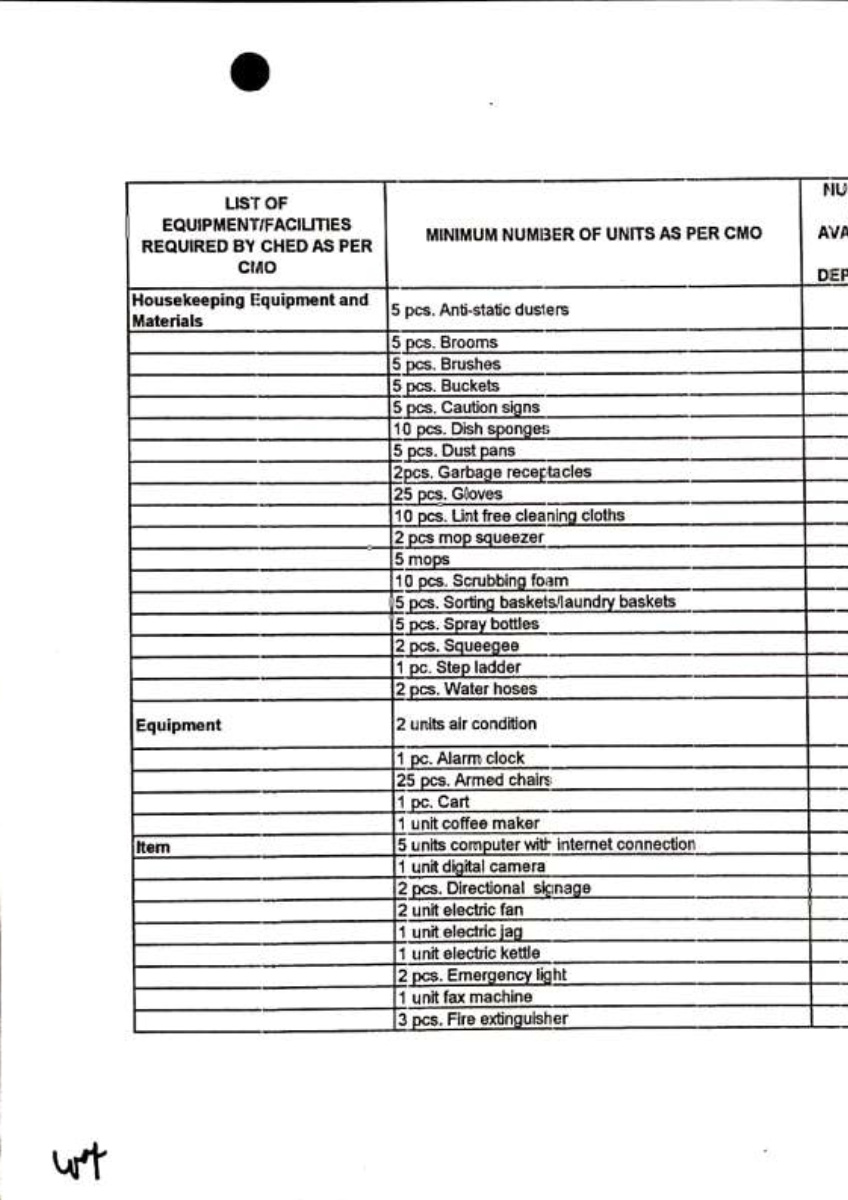 LIST OF
EQUIPMENT/FACILITIES
REQUIRED BY CHED AS PER
CMO
MINIMUM NUMBER OF UNITS AS PER CMO
NU
AVA
DEP
Housekeeping Equipment and
Materials
5 pcs. Anti-static dusters
5 pcs. Brooms
5 pcs. Brushes
5 pcs. Buckets
5 pcs. Caution signs
10 pcs. Dish sponges
5 pcs. Dust pans
2pcs. Garbage receptacles
25 pcs. Gloves
10 pcs. Lint free cleaning cloths
2 pcs mop squeezer
5 mops
10 pcs. Scrubbing foam
5 pcs. Sorting baskets/laundry baskets
5 pcs. Spray bottles
2 pcs. Squeegee
1 pc. Step ladder
2 pcs. Water hoses
Equipment
2 units air condition
1 pc. Alarm clock
25 pcs. Armed chairs
1 pc. Cart
1 unit coffee maker
Item
5 units computer with internet connection
1 unit digital camera
2 pcs. Directional signage
2 unit electric fan
1 unit electric jag
1 unit electric kettle
2 pcs. Emergency light
1 unit fax machine
3 pcs. Fire extinguisher